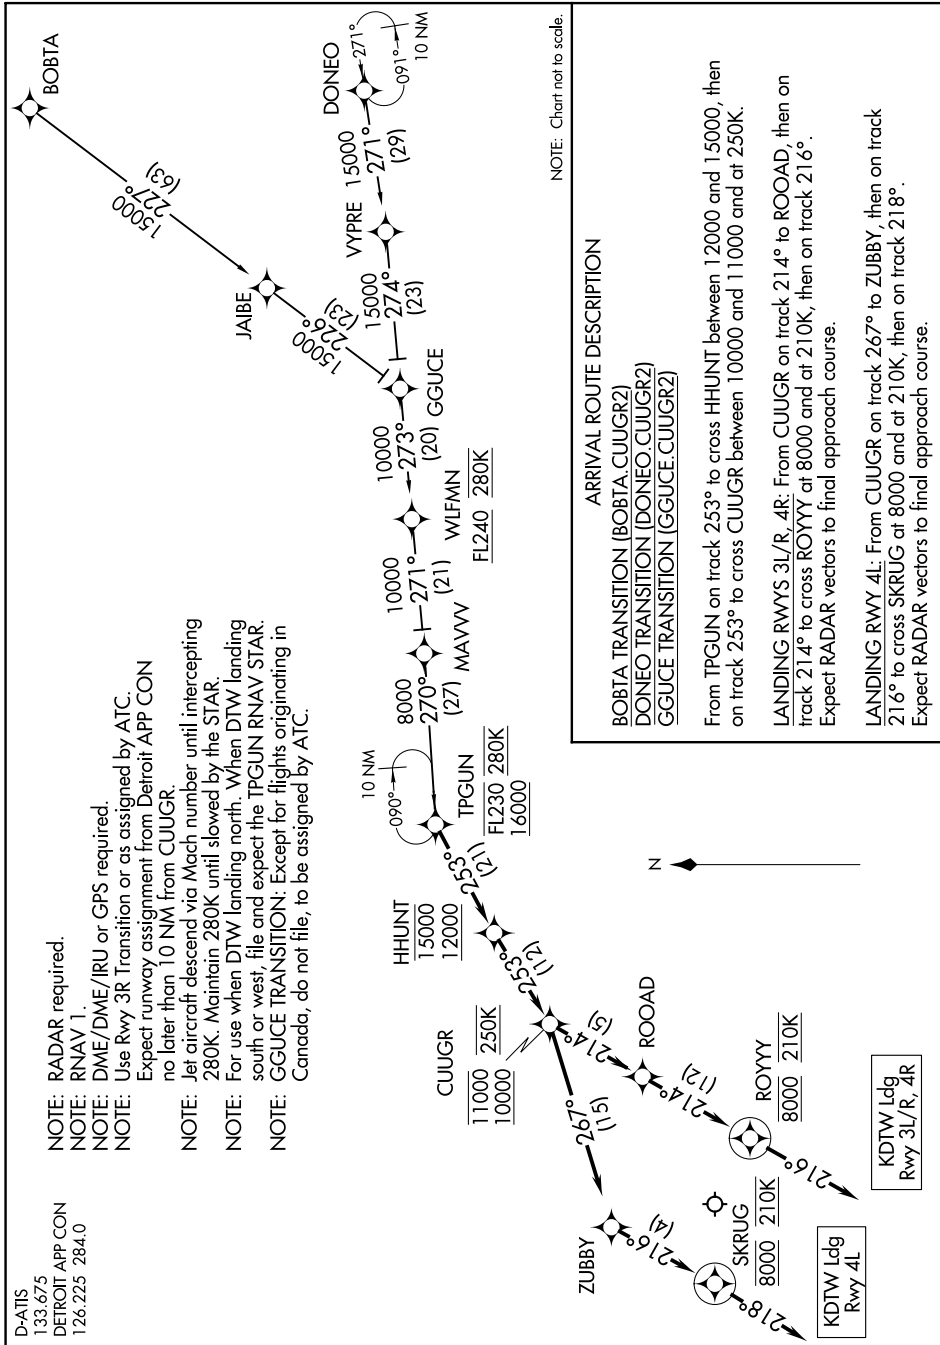 D-ATIS
133.675
DETROIT APP CON
126.225 284.0
NOTE: RADAR required.
NOTE: RNAV 1.
NOTE: DME/DME/IRU or GPS required.
NOTE: Use Rwy 3R Transition or as assigned by ATC.
Expect runway assignment from Detroit APP CON
no later than 10 NM from CUUGR.
NOTE: Jet aircraft descend via Mach number until intercepting
280K. Maintain 280K until slowed by the STAR.
NOTE: For use when DTW landing north. When DTW landing
south or west, file and expect the TPGUN RNAV STAR.
NOTE: GGUCE TRANSITION: Except for flights originating in
Canada, do not file, to be assigned by ATC.
BOBTA
15000
227°
(63)
JAIBE
15000
226°
(23)
DONEO
271°
091°
10 NM
15000
271°
(29)
VYPRE
15000
274°
(23)
GGUCE
10000
273°
(20)
WLFMN
FL240 280K
10000
271°
(21)
MAVVV
8000
270°
(27)
10 NM
090°
TPGUN
FL230 280K
16000
253°
(21)
HHUNT
15000
12000
253°
(12)
CUUGR
11000 250K
10000
214°
(5)
ROOAD
214°
(12)
ROYYY
8000 210K
216°
KDTW Ldg
Rwy 3L/R, 4R
267°
(15)
ZUBBY
216°
(4)
SKRUG
8000 210K
218°
KDTW Ldg
Rwy 4L
N
NOTE: Chart not to scale.
ARRIVAL ROUTE DESCRIPTION
BOBTA TRANSITION (BOBTA.CUUGR2)
DONEO TRANSITION (DONEO.CUUGR2)
GGUCE TRANSITION (GGUCE.CUUGR2)
From TPGUN on track 253° to cross HHUNT between 12000 and 15000, then
on track 253° to cross CUUGR between 10000 and 11000 and at 250K.
LANDING RWYS 3L/R, 4R: From CUUGR on track 214° to ROOAD, then on
track 214° to cross ROYYY at 8000 and at 210K, then on track 216°.
Expect RADAR vectors to final approach course.
LANDING RWY 4L: From CUUGR on track 267° to ZUBBY, then on track
216° to cross SKRUG at 8000 and at 210K, then on track 218°.
Expect RADAR vectors to final approach course.